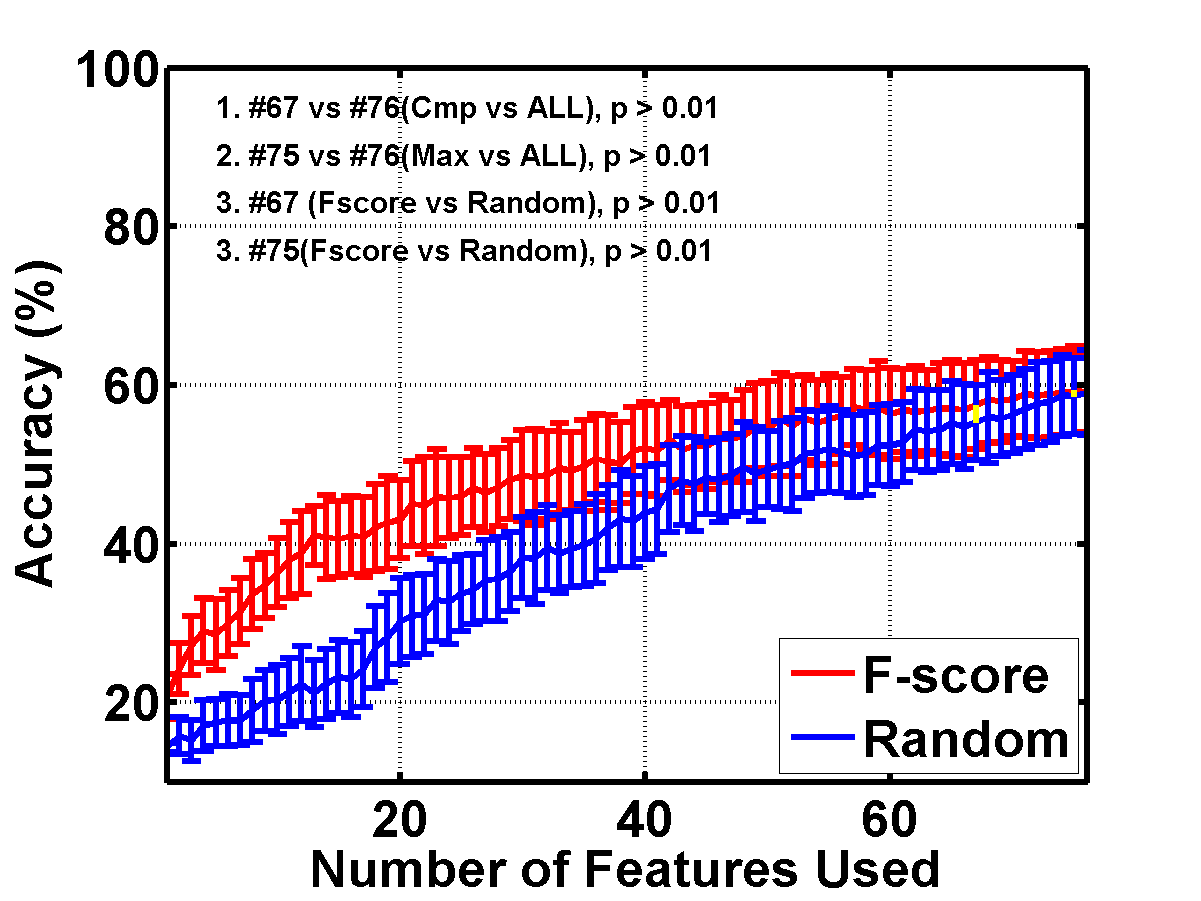 100
1. #67 vs #76(Cmp vs ALL), p > 0.01
2. #75 vs #76(Max vs ALL), p > 0.01
3. #67 (Fscore vs Random), p > 0.01
3. #75(Fscore vs Random), p > 0.01
80
60
40
20
Accuracy (%)
F-score
Random
20 40 60
Number of Features Used